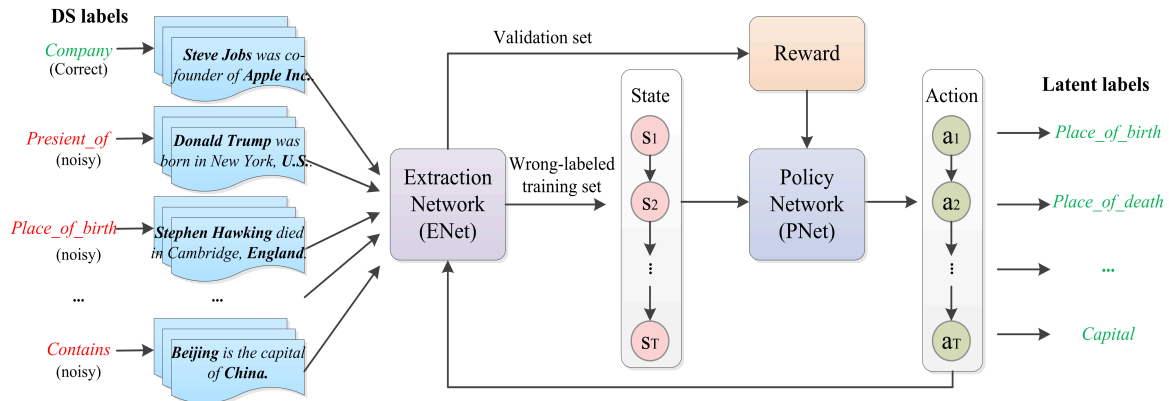 DS labels
Company
(Correct)
Steve Jobs was co-
founder of Apple Inc.
Presient_of
(noisy)
Donald Trump was
born in New York, U.S..
Place_of_birth
(noisy)
Stephen Hawking died
in Cambridge, England.
...
...
Contains
(noisy)
Beijing is the capital
of China.
Extraction
Network
(ENet)
Validation set
Wrong-labeled
training set
State
s1
s2
...
sT
Reward
Policy
Network
(PNet)
Action
a1
a2
...
aT
Latent labels
Place_of_birth
Place_of_death
...
Capital